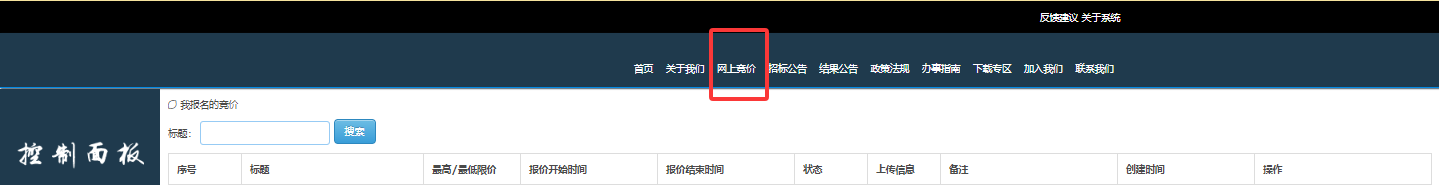 反馈建议 关于系统
首页 关于我们 网上竞价 招标公告 结果公告 政策法规 办事指南 下载专区 加入我们 联系我们
我报名的竞价
标题： 搜索
控制面板
序号 标题 最高/最低限价 报价开始时间 报价结束时间 状态 上传信息 备注 创建时间 操作